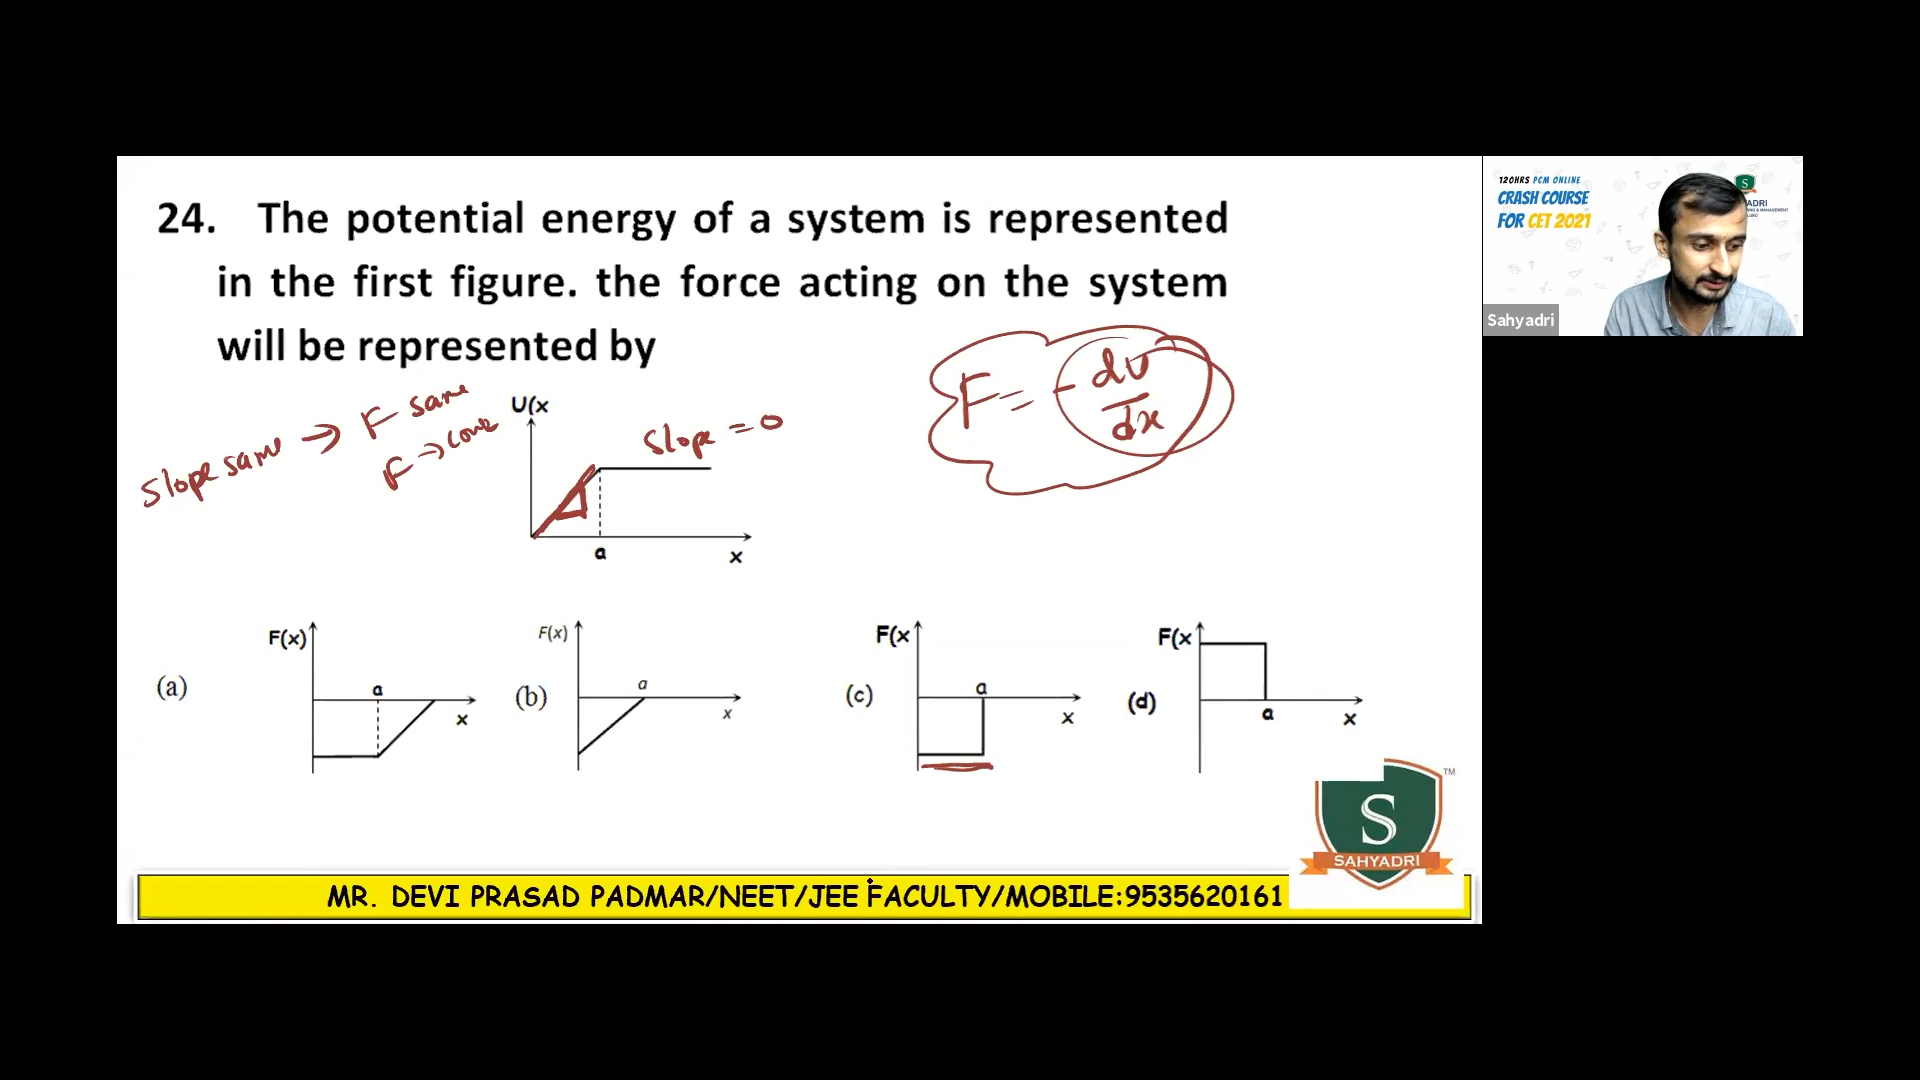 24. The potential energy of a system is represented
in the first figure. the force acting on the system
will be represented by
120HRS PCM ONLINE
CRASH COURSE
FOR CET 2021
S
Sahyadri
Slope same → F same
F →
U(x
Slope = 0
a
x
F = - dU
dx
(a)
F(x)
a
x
(b)
F(x)
a
x
(c)
F(x
a
x
(d)
F(x
a
x
S
SAHYADRI
TM
MR. DEVI PRASAD PADMAR/NEET/JEE FACULTY/MOBILE:9535620161